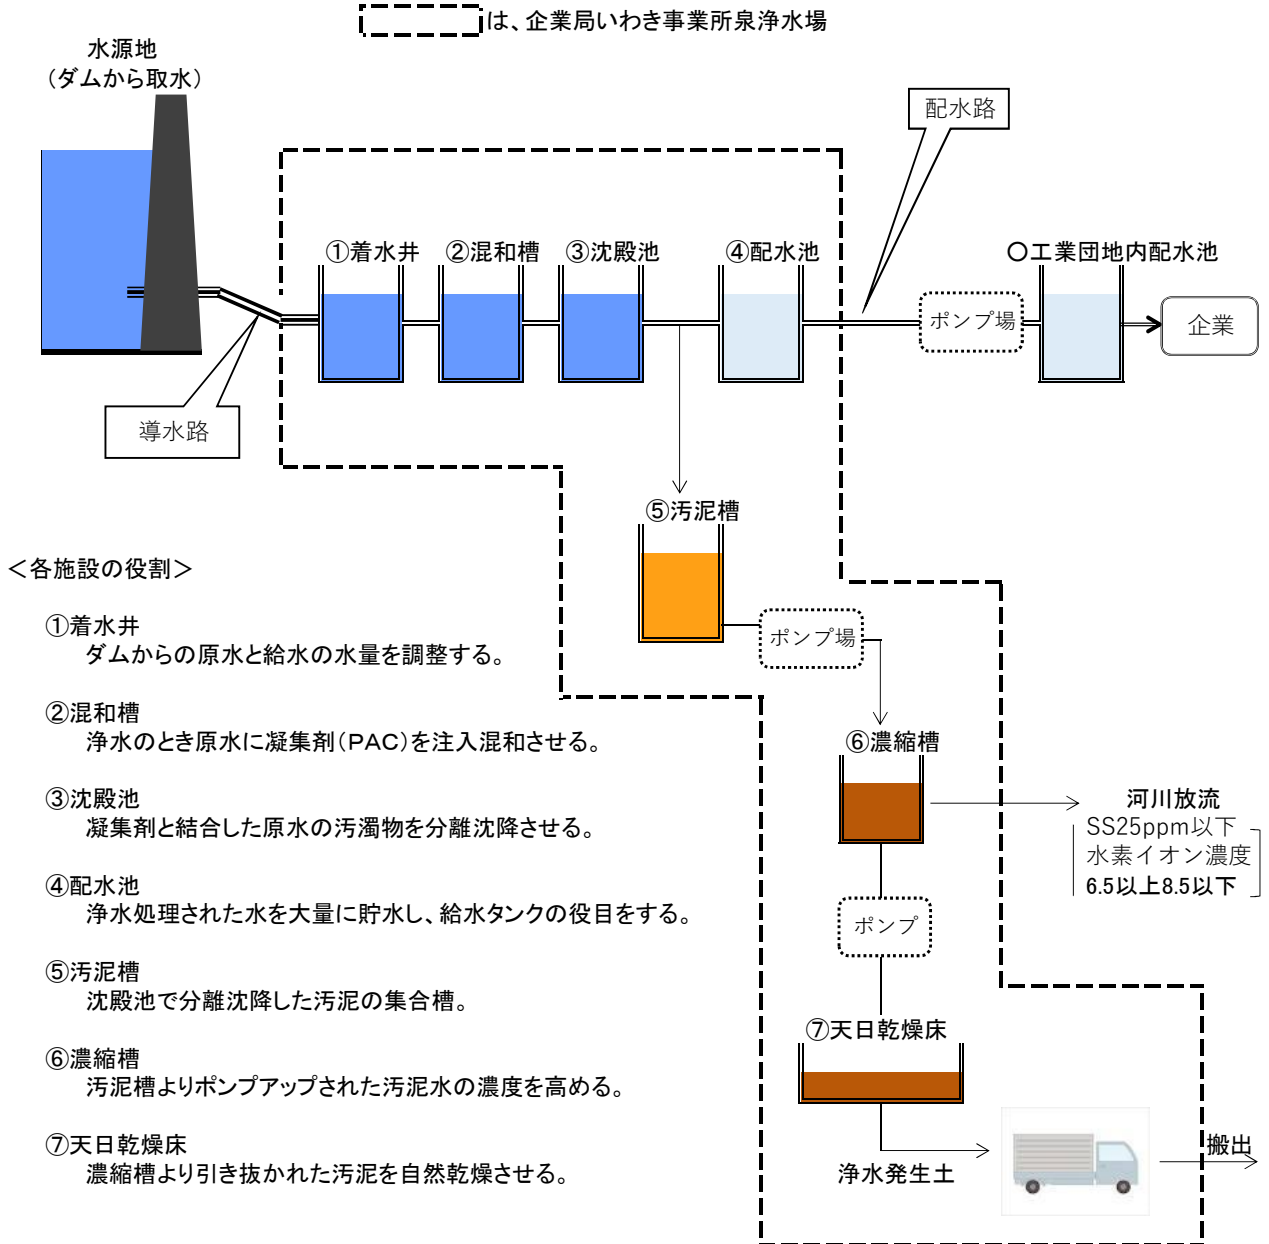 は、企業局いわき事業所泉浄水場
水源地
（ダムから取水）
配水路
①着水井
②混和槽
③沈殿池
④配水池
〇工業団地内配水池
ポンプ場
企業
導水路
⑤汚泥槽
ポンプ場
＜各施設の役割＞
①着水井
ダムからの原水と給水の水量を調整する。
②混和槽
浄水のとき原水に凝集剤（PAC）を注入混和させる。
③沈殿池
凝集剤と結合した原水の汚濁物を分離沈降させる。
④配水池
浄水処理された水を大量に貯水し、給水タンクの役目をする。
⑤汚泥槽
沈殿池で分離沈降した汚泥の集合槽。
⑥濃縮槽
汚泥槽よりポンプアップされた汚泥水の濃度を高める。
⑦天日乾燥床
濃縮槽より引き抜かれた汚泥を自然乾燥させる。
⑥濃縮槽
河川放流
SS25ppm以下
水素イオン濃度
6.5以上8.5以下
ポンプ
⑦天日乾燥床
浄水発生土
搬出